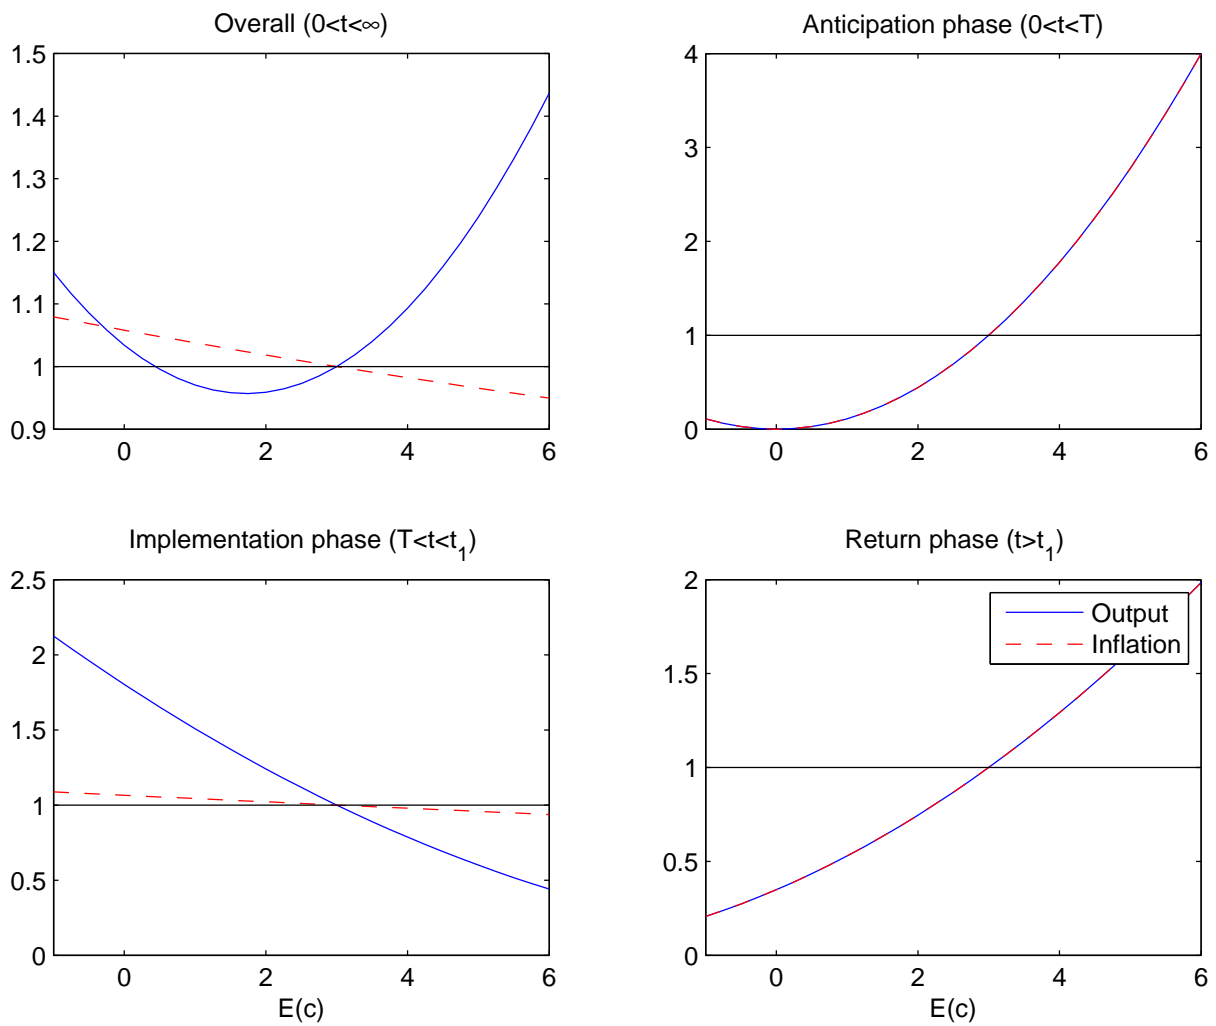 Overall (0<t<∞)
1.5
1.4
1.3
1.2
1.1
1
0.9
0 2 4 6
Anticipation phase (0<t<T)
4
3
2
1
0
0 2 4 6
Implementation phase (T<t<t₁)
2.5
2
1.5
1
0.5
0
0 2 4 6
E(c)
Return phase (t>t₁)
2
1.5
1
0.5
0
Output
Inflation
0 2 4 6
E(c)